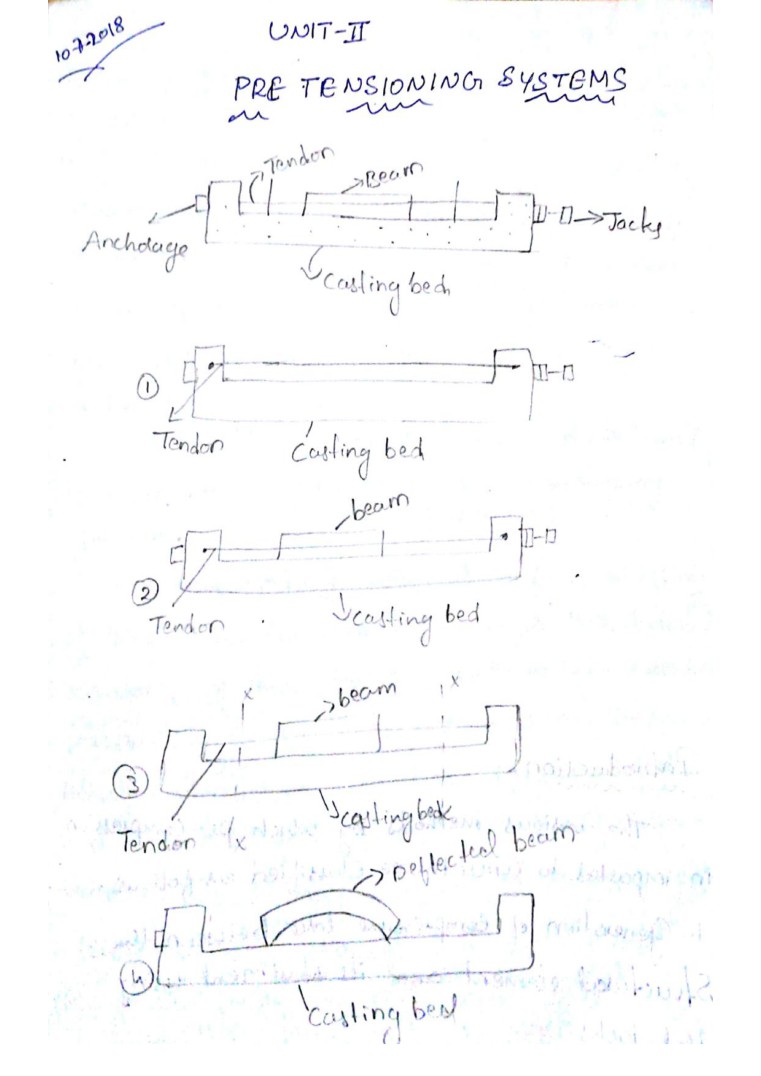 10-7-2018
UNIT-II
PRE TENSIONING SYSTEMS
Tendon
Beam
Jacks
Anchorage
Casting bed
1
Tendon
Casting bed
beam
2
Tendon
casting bed
x
beam
x
3
casting bed
Tendon
x
Deflected beam
4
Casting bed